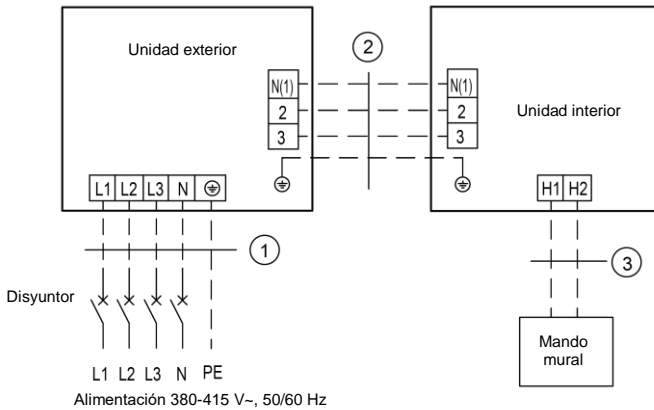 Unidad exterior
2
Unidad interior
N(1)
2
3
N(1)
2
3
L1 L2 L3 N
H1 H2
1
3
Disyuntor
Mando
mural
L1 L2 L3 N PE
Alimentación 380-415 V~, 50/60 Hz